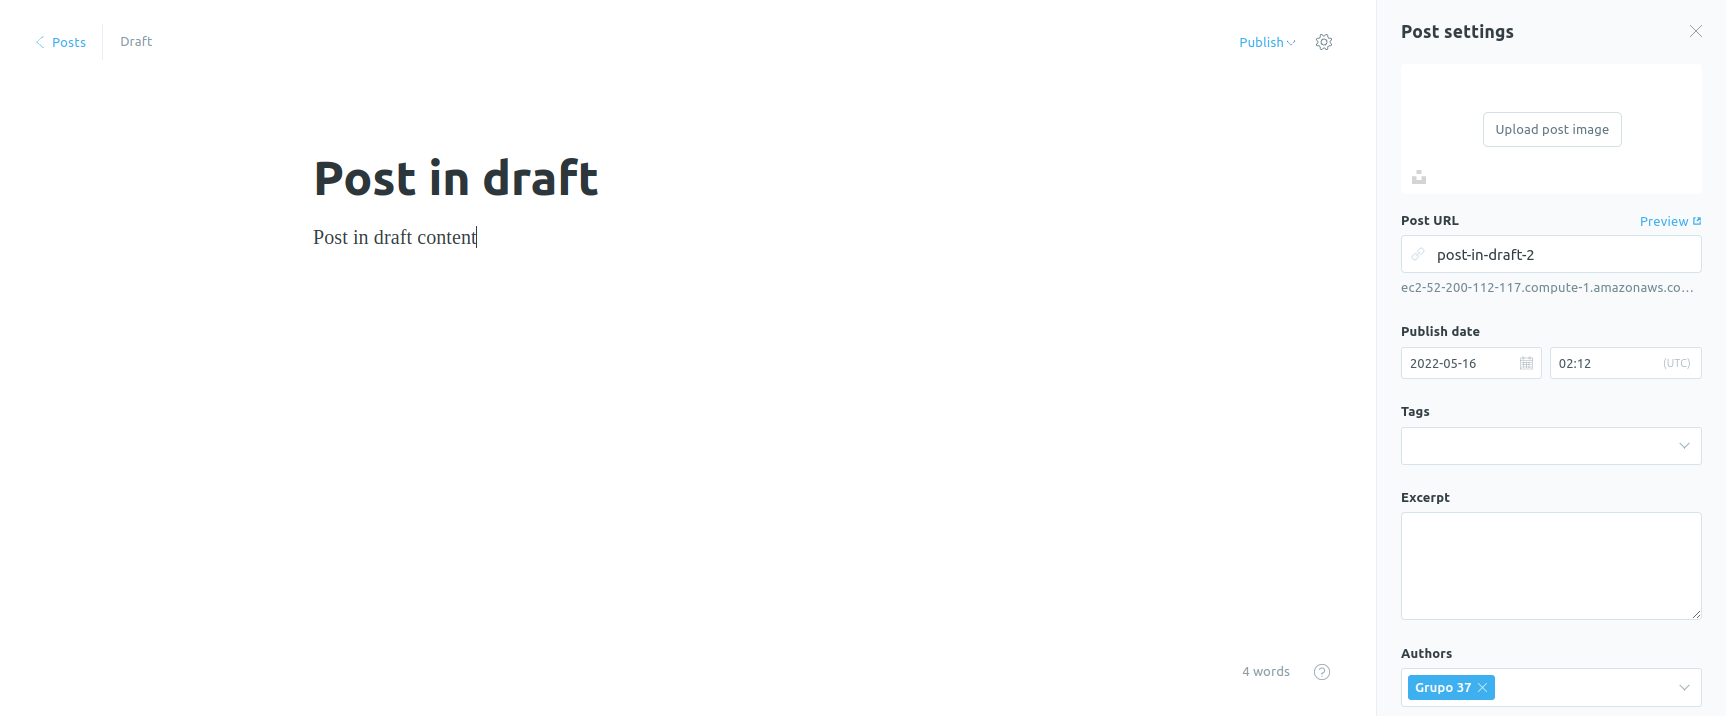 Posts
Draft
Publish
Post settings
Upload post image
Post in draft
Post in draft content
Post URL
Preview
post-in-draft-2
ec2-52-200-112-117.compute-1.amazonaws.co...
Publish date
2022-05-16
02:12
(UTC)
Tags
Excerpt
4 words
Authors
Grupo 37